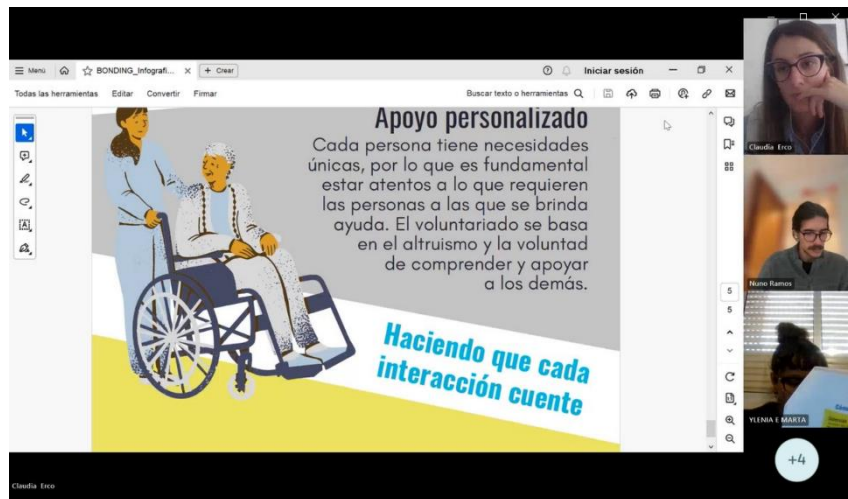 Menú
BONDING_Infografi...
+ Crear
Iniciar sesión
Todas las herramientas Editar Convertir Firmar
Buscar texto o herramientas
Apoyo personalizado
Cada persona tiene necesidades
únicas, por lo que es fundamental
estar atentos a lo que requieren
las personas a las que se brinda
ayuda. El voluntariado se basa
en el altruismo y la voluntad
de comprender y apoyar
a los demás.
Haciendo que cada
interacción cuente
5
5
Claudia Erco
Nuno Ramos
YLENIA E MARTA
+4
Claudia Erco